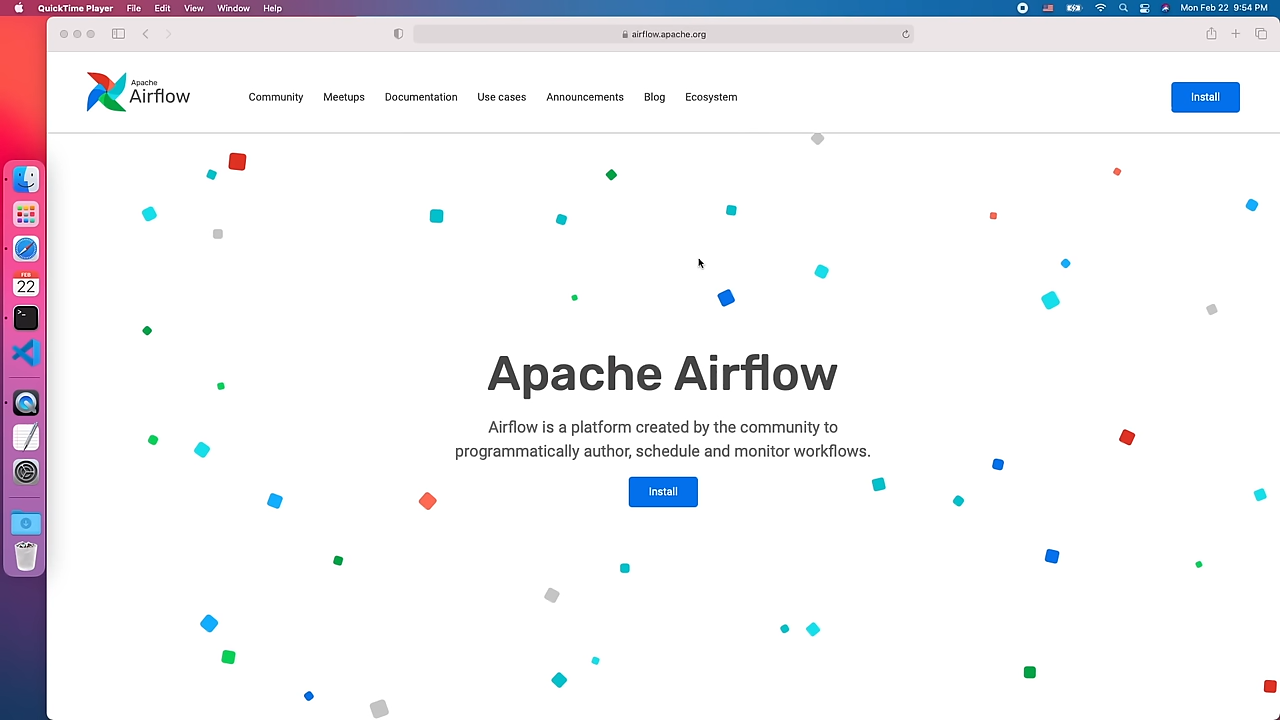 QuickTime Player File Edit View Window Help Mon Feb 22 9:54 PM
airflow.apache.org
Apache
Airflow
Community Meetups Documentation Use cases Announcements Blog Ecosystem
Install
FEB
22
Apache Airflow
Airflow is a platform created by the community to
programmatically author, schedule and monitor workflows.
Install